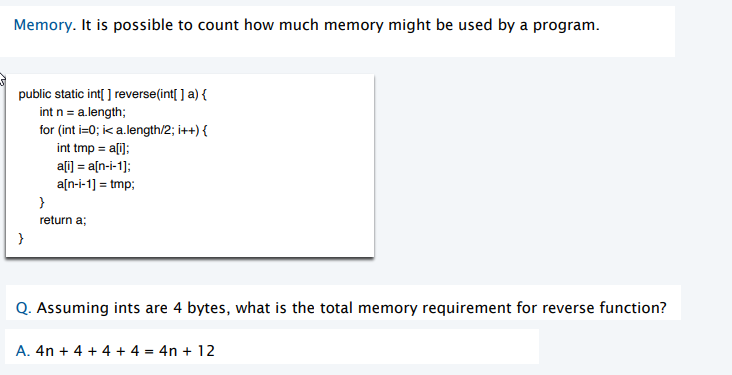 Memory. It is possible to count how much memory might be used by a program.
public static int[ ] reverse(int[ ] a) {
int n = a.length;
for (int i=0; i< a.length/2; i++) {
int tmp = a[i];
a[i] = a[n-i-1];
a[n-i-1] = tmp;
}
return a;
}
Q. Assuming ints are 4 bytes, what is the total memory requirement for reverse function?
A. 4n + 4 + 4 + 4 = 4n + 12